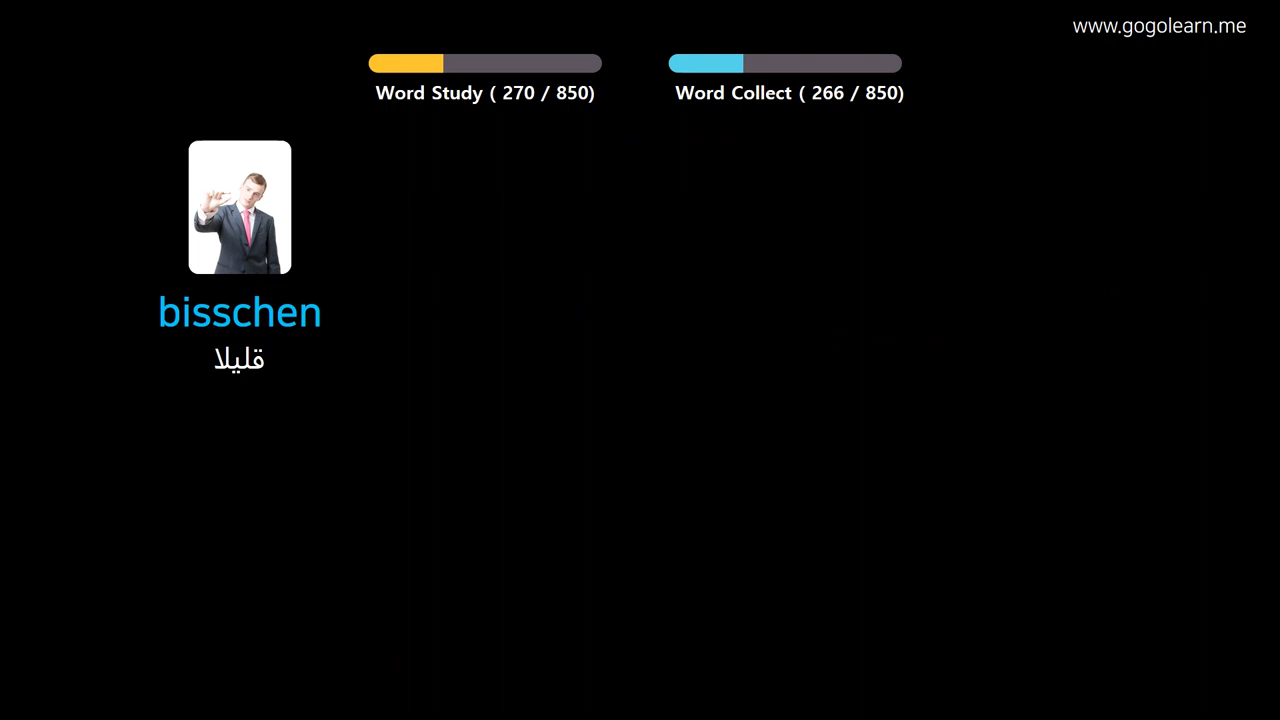 www.gogolearn.me
Word Study ( 270 / 850)
Word Collect ( 266 / 850)
bisschen
قليلا